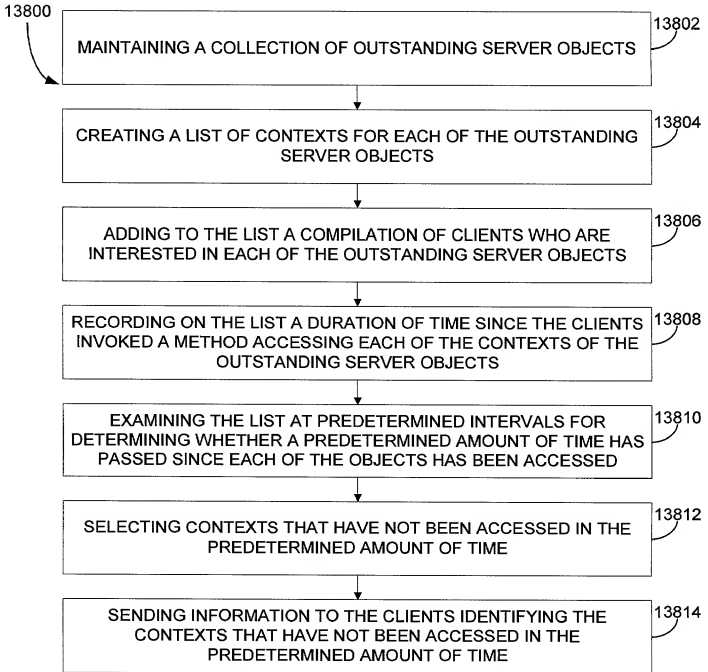 13800
13802
MAINTAINING A COLLECTION OF OUTSTANDING SERVER OBJECTS
13804
CREATING A LIST OF CONTEXTS FOR EACH OF THE OUTSTANDING
SERVER OBJECTS
13806
ADDING TO THE LIST A COMPILATION OF CLIENTS WHO ARE
INTERESTED IN EACH OF THE OUTSTANDING SERVER OBJECTS
13808
RECORDING ON THE LIST A DURATION OF TIME SINCE THE CLIENTS
INVOKED A METHOD ACCESSING EACH OF THE CONTEXTS OF THE
OUTSTANDING SERVER OBJECTS
13810
EXAMINING THE LIST AT PREDETERMINED INTERVALS FOR
DETERMINING WHETHER A PREDETERMINED AMOUNT OF TIME HAS
PASSED SINCE EACH OF THE OBJECTS HAS BEEN ACCESSED
13812
SELECTING CONTEXTS THAT HAVE NOT BEEN ACCESSED IN THE
PREDETERMINED AMOUNT OF TIME
13814
SENDING INFORMATION TO THE CLIENTS IDENTIFYING THE
CONTEXTS THAT HAVE NOT BEEN ACCESSED IN THE
PREDETERMINED AMOUNT OF TIME